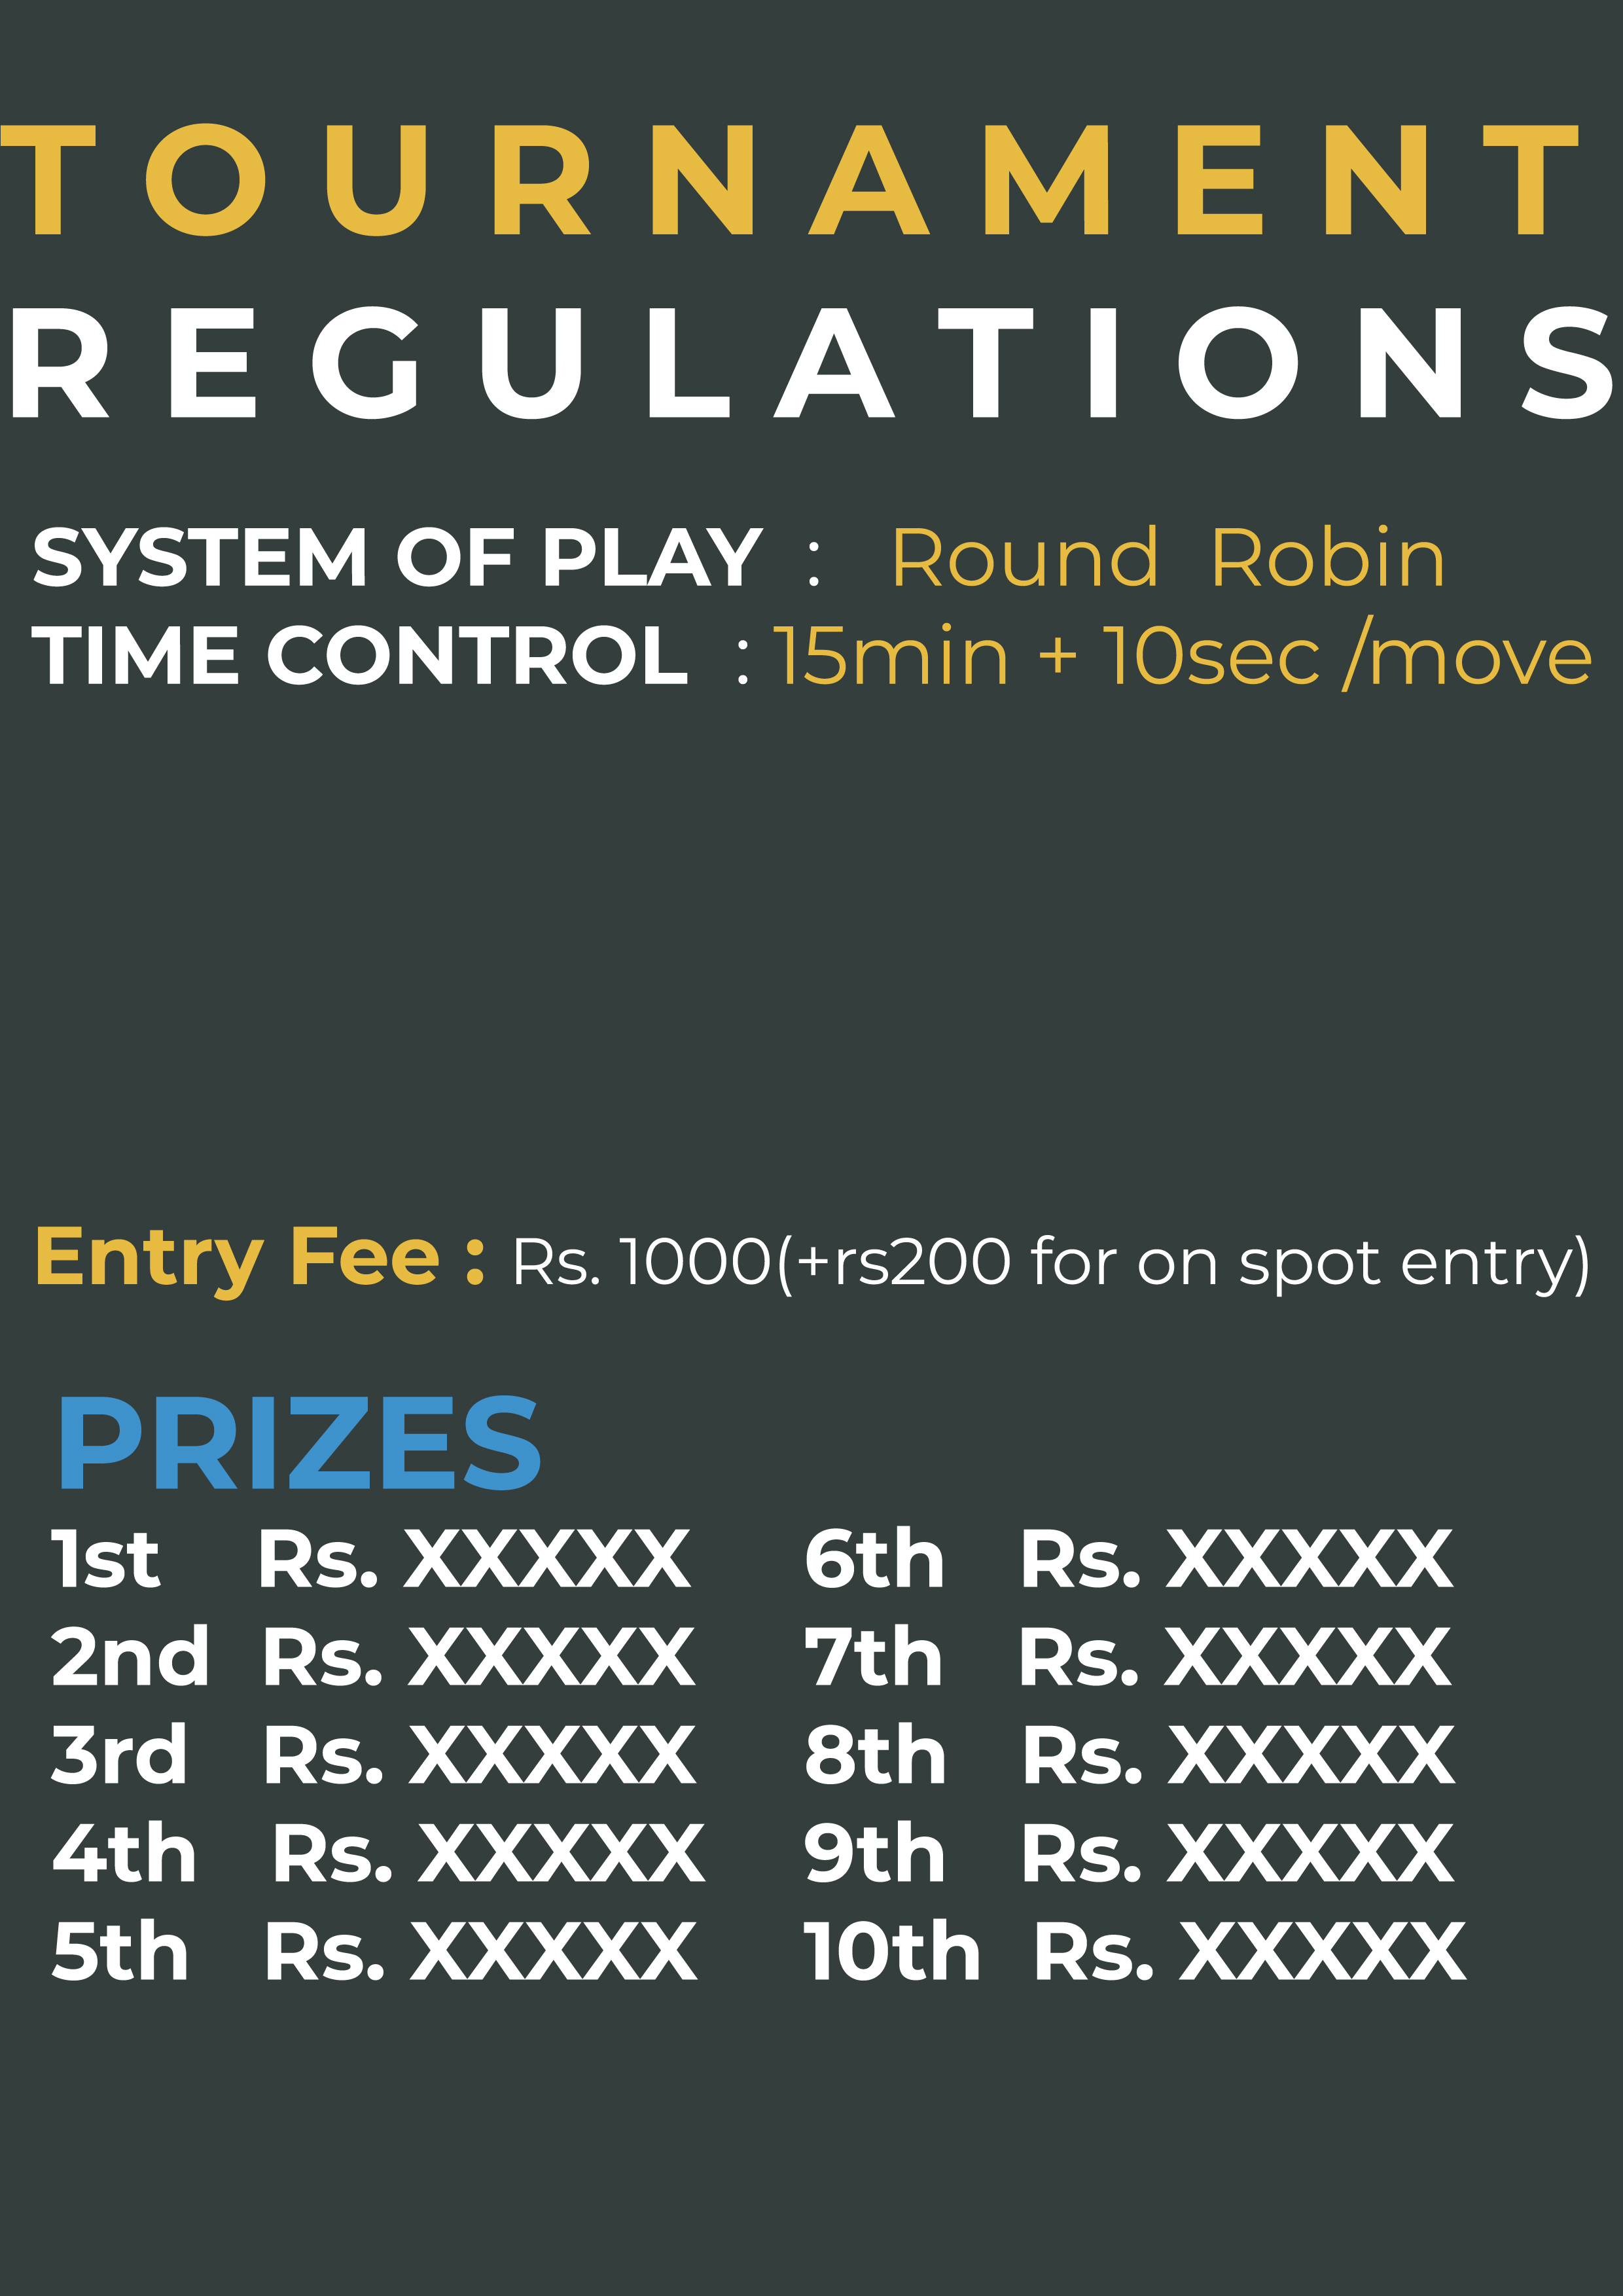 TOURNAMENT
REGULATIONS
SYSTEM OF PLAY : Round Robin
TIME CONTROL : 15min + 10sec/move
Entry Fee : Rs. 1000(+rs200 for on spot entry)
PRIZES
1st Rs. XXXXX 6th Rs. XXXXX
2nd Rs. XXXXX 7th Rs. XXXXX
3rd Rs. XXXXX 8th Rs. XXXXX
4th Rs. XXXXX 9th Rs. XXXXX
5th Rs. XXXXX 10th Rs. XXXXX